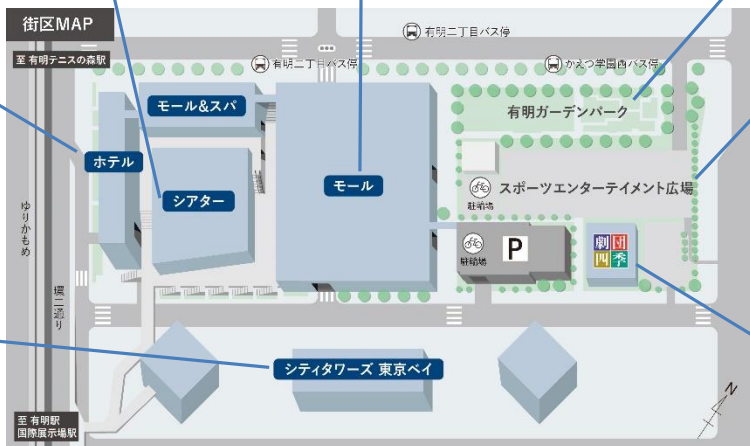 街区MAP
有明二丁目バス停
至 有明テニスの森駅
有明二丁目バス停
かえつ学園西バス停
モール&スパ
有明ガーデンパーク
ホテル
モール
シアター
スポーツエンターテイメント広場
駐輪場
ゆりかもめ
駐輪場
P
劇団
四季
環二通り
シティタワーズ 東京ベイ
N
至 有明駅
国際展示場駅